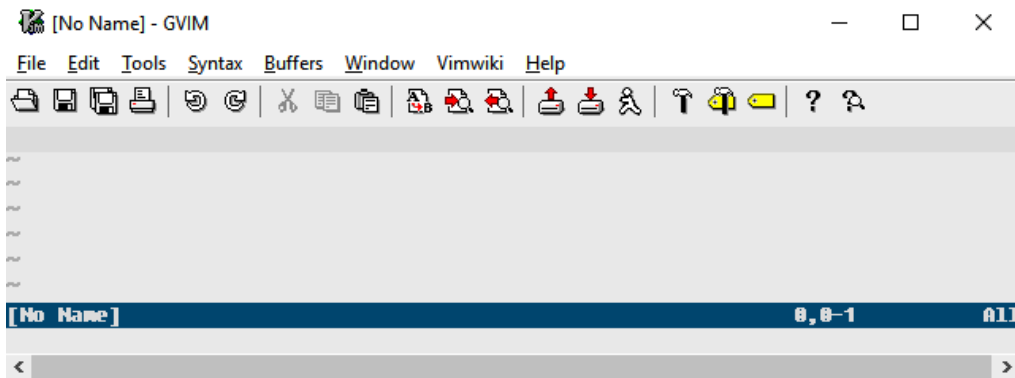 [No Name] - GVIM
File Edit Tools Syntax Buffers Window Vimwiki Help
~
~
~
~
~
~
[No Name] 0,0-1 All